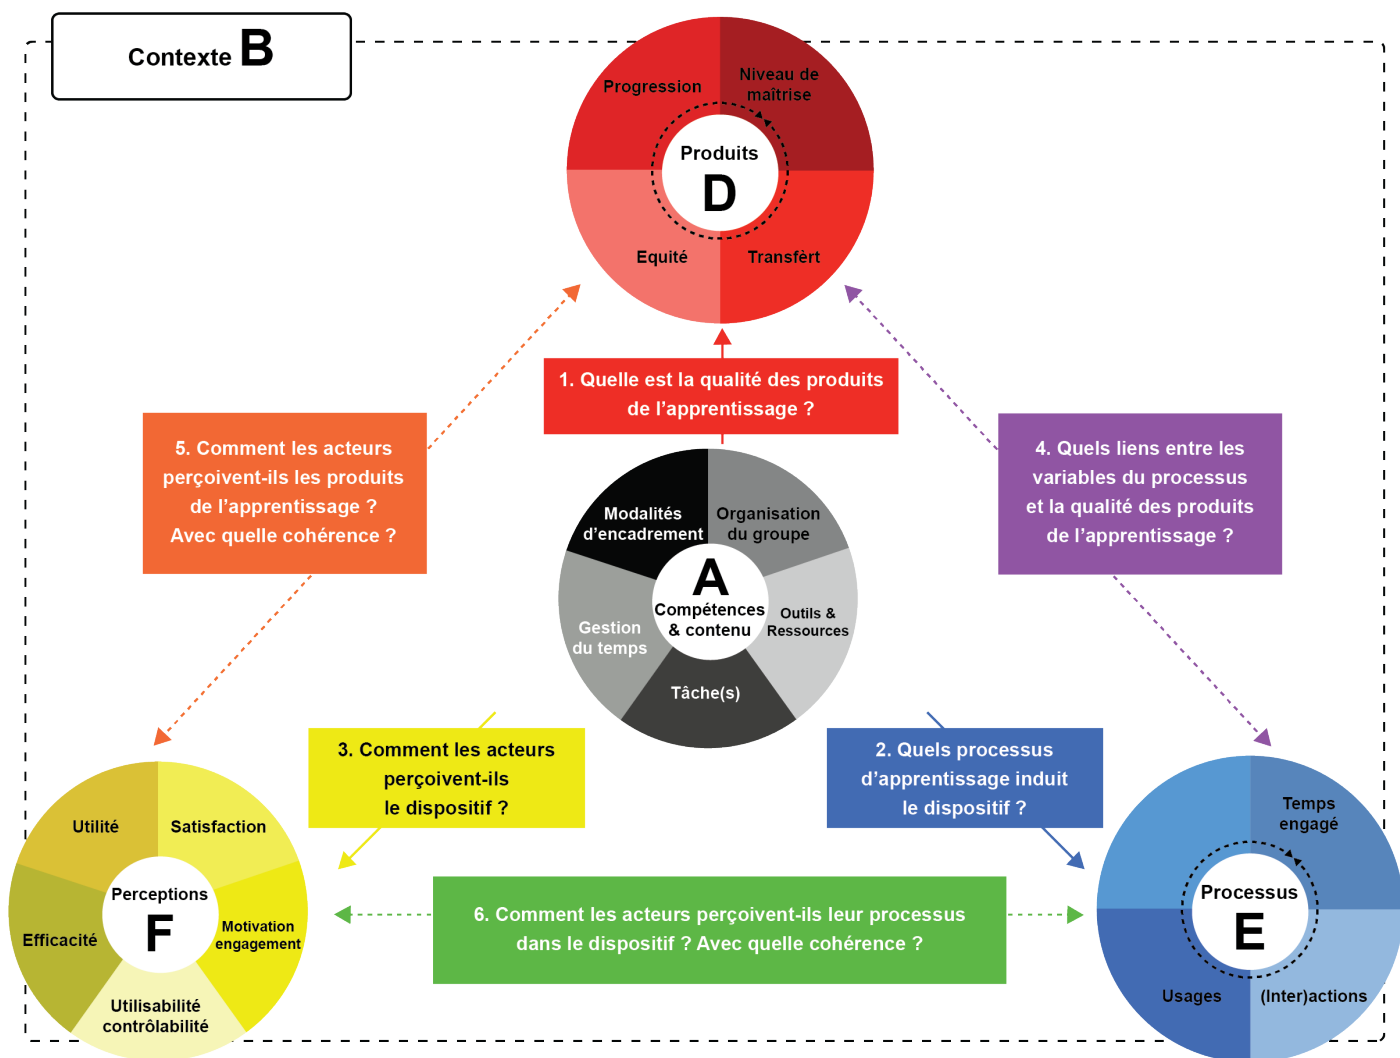 Contexte B
Progression
Niveau de
maîtrise
Produits
D
Equité
Transfèrt
1. Quelle est la qualité des produits
de l’apprentissage ?
5. Comment les acteurs
perçoivent-ils les produits
de l’apprentissage ?
Avec quelle cohérence ?
4. Quels liens entre les
variables du processus
et la qualité des produits
de l’apprentissage ?
Modalités
d’encadrement
Organisation
du groupe
A
Compétences
& contenu
Gestion
du temps
Outils &
Ressources
Tâche(s)
3. Comment les acteurs
perçoivent-ils
le dispositif ?
2. Quels processus
d’apprentissage induit
le dispositif ?
Utilité
Satisfaction
Perceptions
F
Efficacité
Motivation
engagement
Utilisabilité
contrôlabilité
6. Comment les acteurs perçoivent-ils leur processus
dans le dispositif ? Avec quelle cohérence ?
Temps
engagé
Processus
E
Usages
(Inter)actions